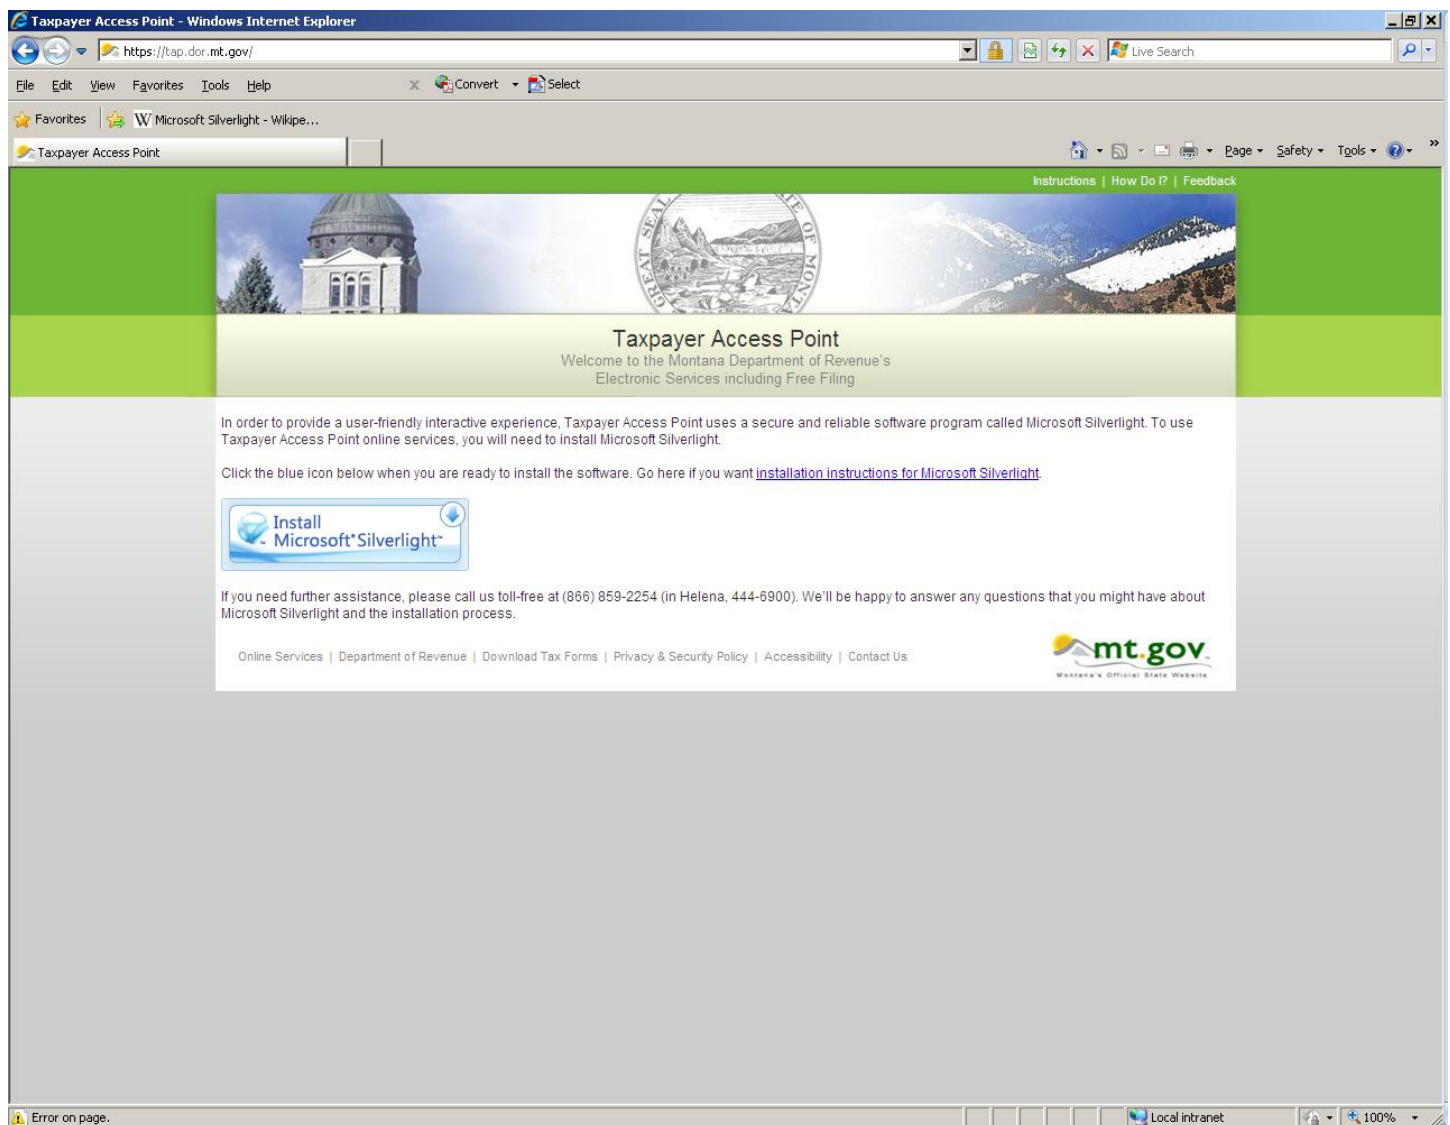 Taxpayer Access Point - Windows Internet Explorer
https://tap.dor.mt.gov/
Live Search
File Edit View Favorites Tools Help x Convert Select
Favorites Microsoft Silverlight - Wikipe...
Taxpayer Access Point Page Safety Tools »
Instructions | How Do I? | Feedback
GREAT SEAL OF MONTA
Taxpayer Access Point
Welcome to the Montana Department of Revenue's
Electronic Services including Free Filing
In order to provide a user-friendly interactive experience, Taxpayer Access Point uses a secure and reliable software program called Microsoft Silverlight. To use
Taxpayer Access Point online services, you will need to install Microsoft Silverlight.
Click the blue icon below when you are ready to install the software. Go here if you want installation instructions for Microsoft Silverlight.
Install
Microsoft® Silverlight™
If you need further assistance, please call us toll-free at (866) 859-2254 (in Helena, 444-6900). We'll be happy to answer any questions that you might have about
Microsoft Silverlight and the installation process.
mt.gov™
Online Services | Department of Revenue | Download Tax Forms | Privacy & Security Policy | Accessibility | Contact Us
Montana's Official State Website
Error on page. Local intranet 100%